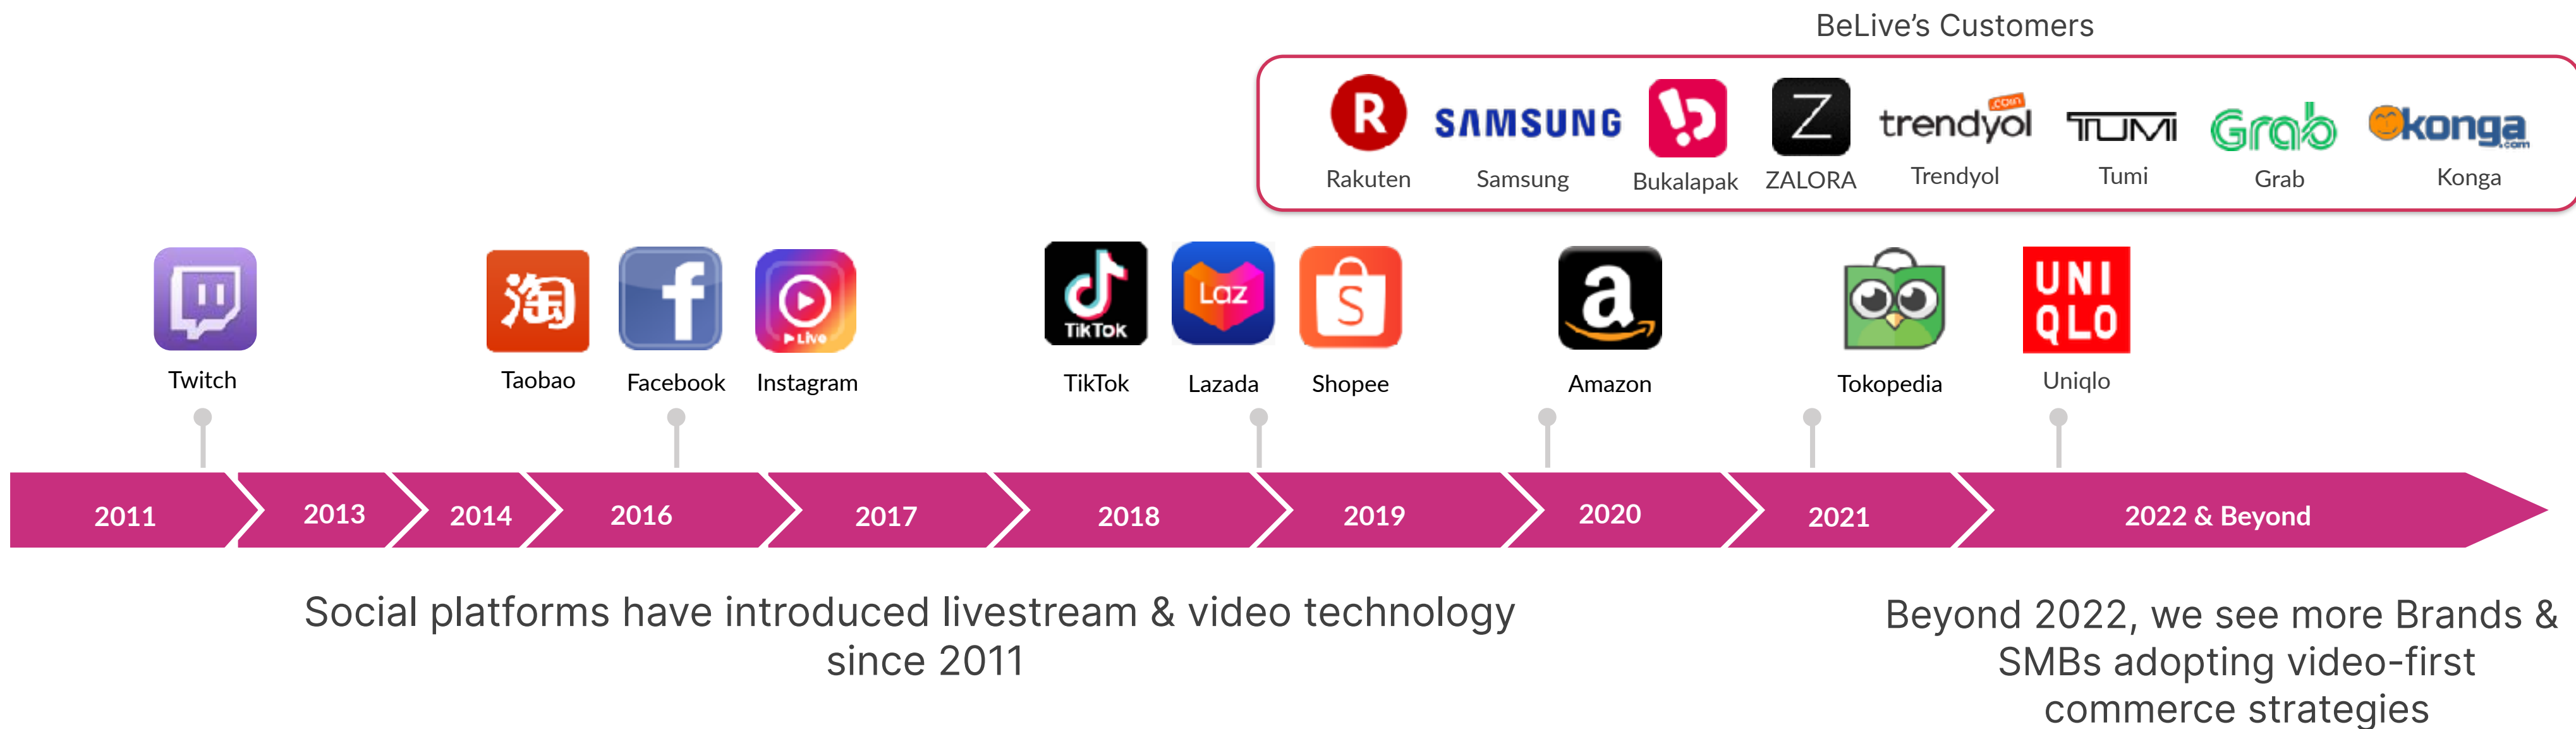 BeLive's Customers
R SAMSUNG Z trendyol .com TUMI Grab konga .com
Rakuten Samsung Bukalapak ZALORA Trendyol Tumi Grab Konga
淘 f Live TikTok Laz S a UNI QLO
Twitch Taobao Facebook Instagram TikTok Lazada Shopee Amazon Tokopedia Uniqlo
2011 2013 2014 2016 2017 2018 2019 2020 2021 2022 & Beyond
Social platforms have introduced livestream & video technology
since 2011
Beyond 2022, we see more Brands &
SMBs adopting video-first
commerce strategies